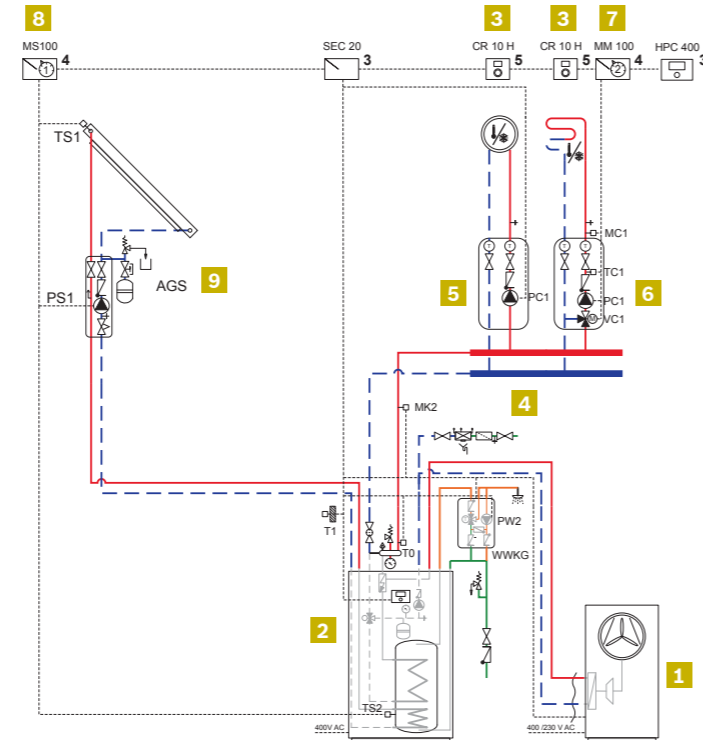 8 3 3 7
MS100 SEC 20 CR 10 H CR 10 H MM 100 HPC 400
1 4 3 5 5 2 4 3
TS1
MC1
9 5 TC1
AGS 6
PS1 PC1 PC1
M VC1
T T T T
4
MK2
PW2
T1 T0
WWKG
2
1
TS2
400V AC 400 /230 V AC